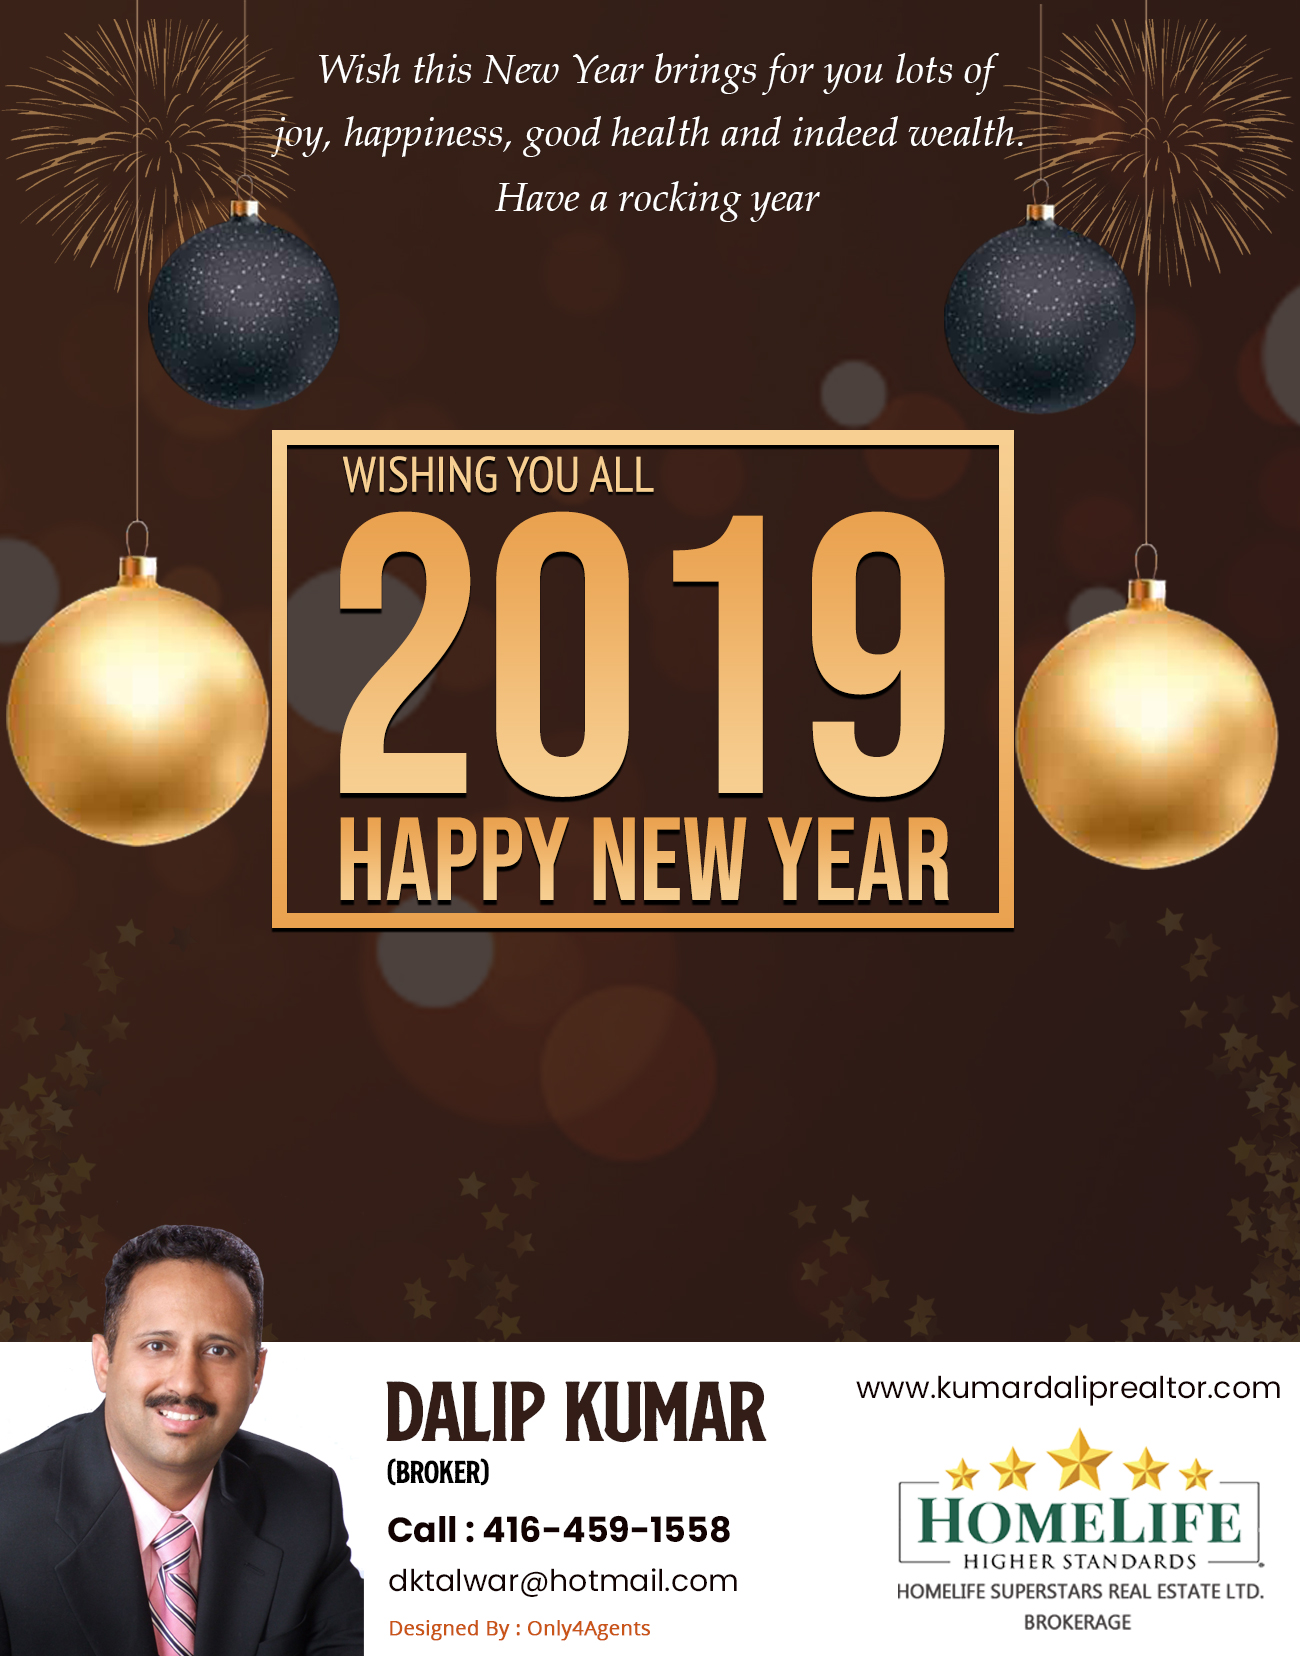 Wish this New Year brings for you lots of
joy, happiness, good health and indeed wealth.
Have a rocking year
WISHING YOU ALL
2019
HAPPY NEW YEAR
DALIP KUMAR
(BROKER)
Call : 416-459-1558
dktalwar@hotmail.com
Designed By : Only4Agents
www.kumardaliprealtor.com
HOMELIFE
HIGHER STANDARDS
HOMELIFE SUPERSTARS REAL ESTATE LTD.
BROKERAGE